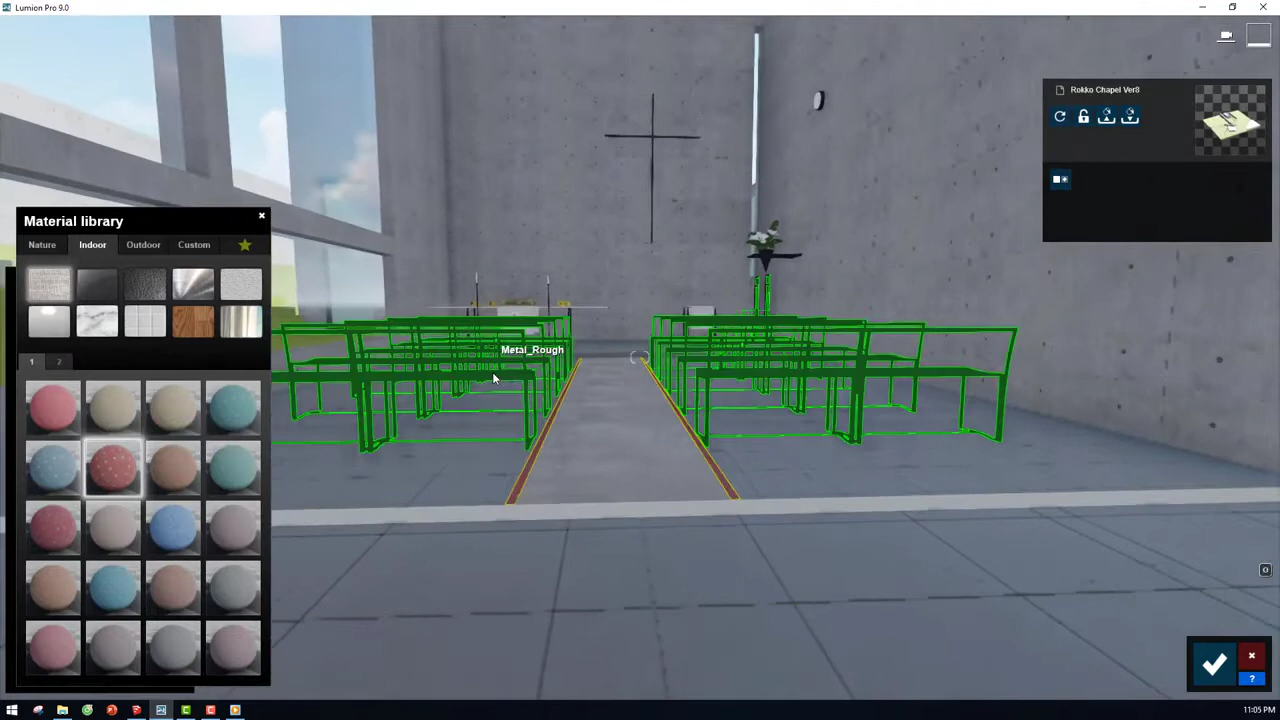 Lumion Pro 9.0
Rokko Chapel Ver8
Material library
Nature Indoor Outdoor Custom
1 2
Metal_Rough
?
11:05 PM